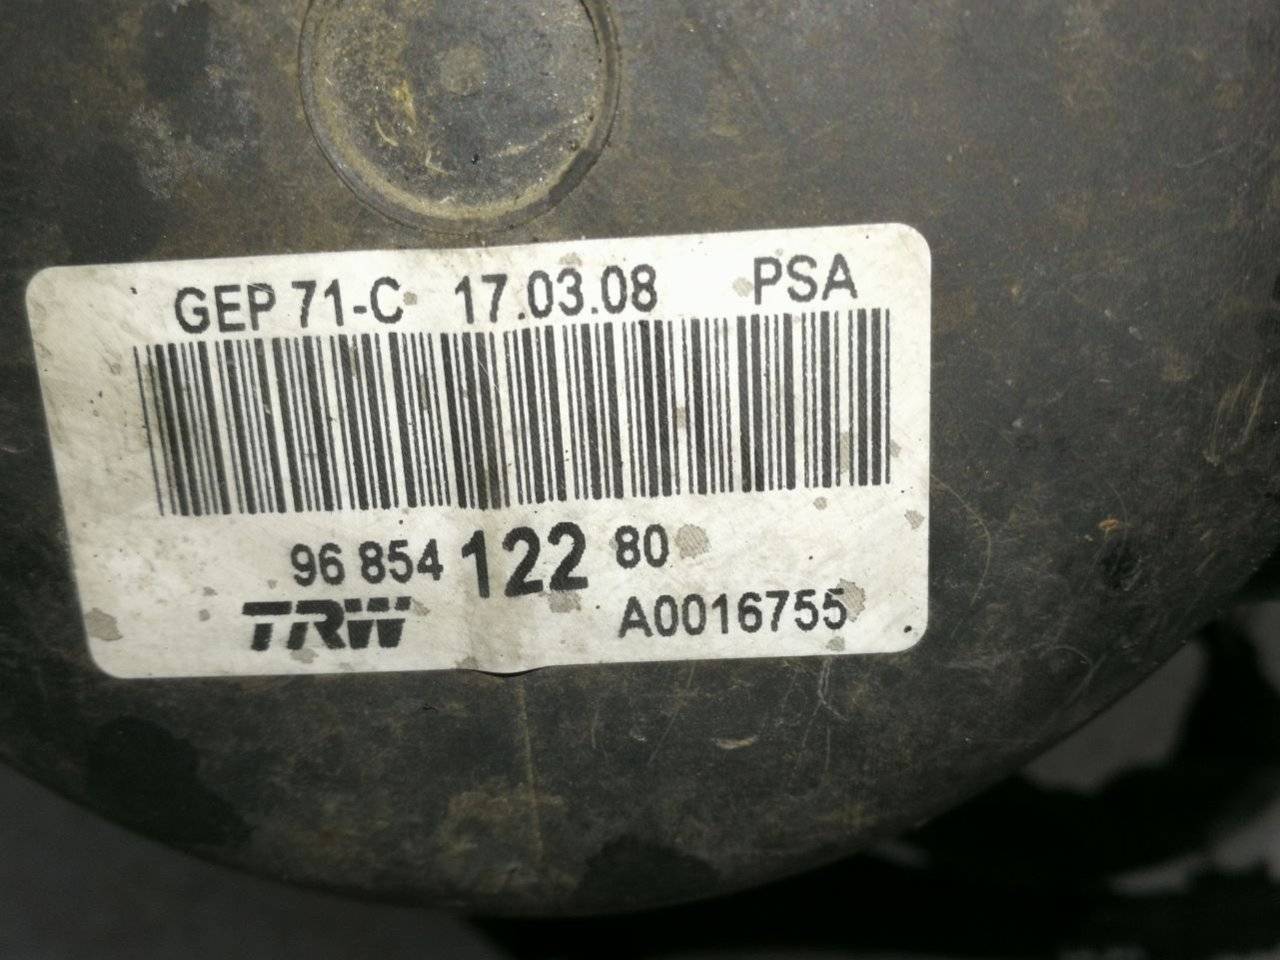 GEP 71-C 17.03.08 PSA
96 854 122 80
TRW A0016755